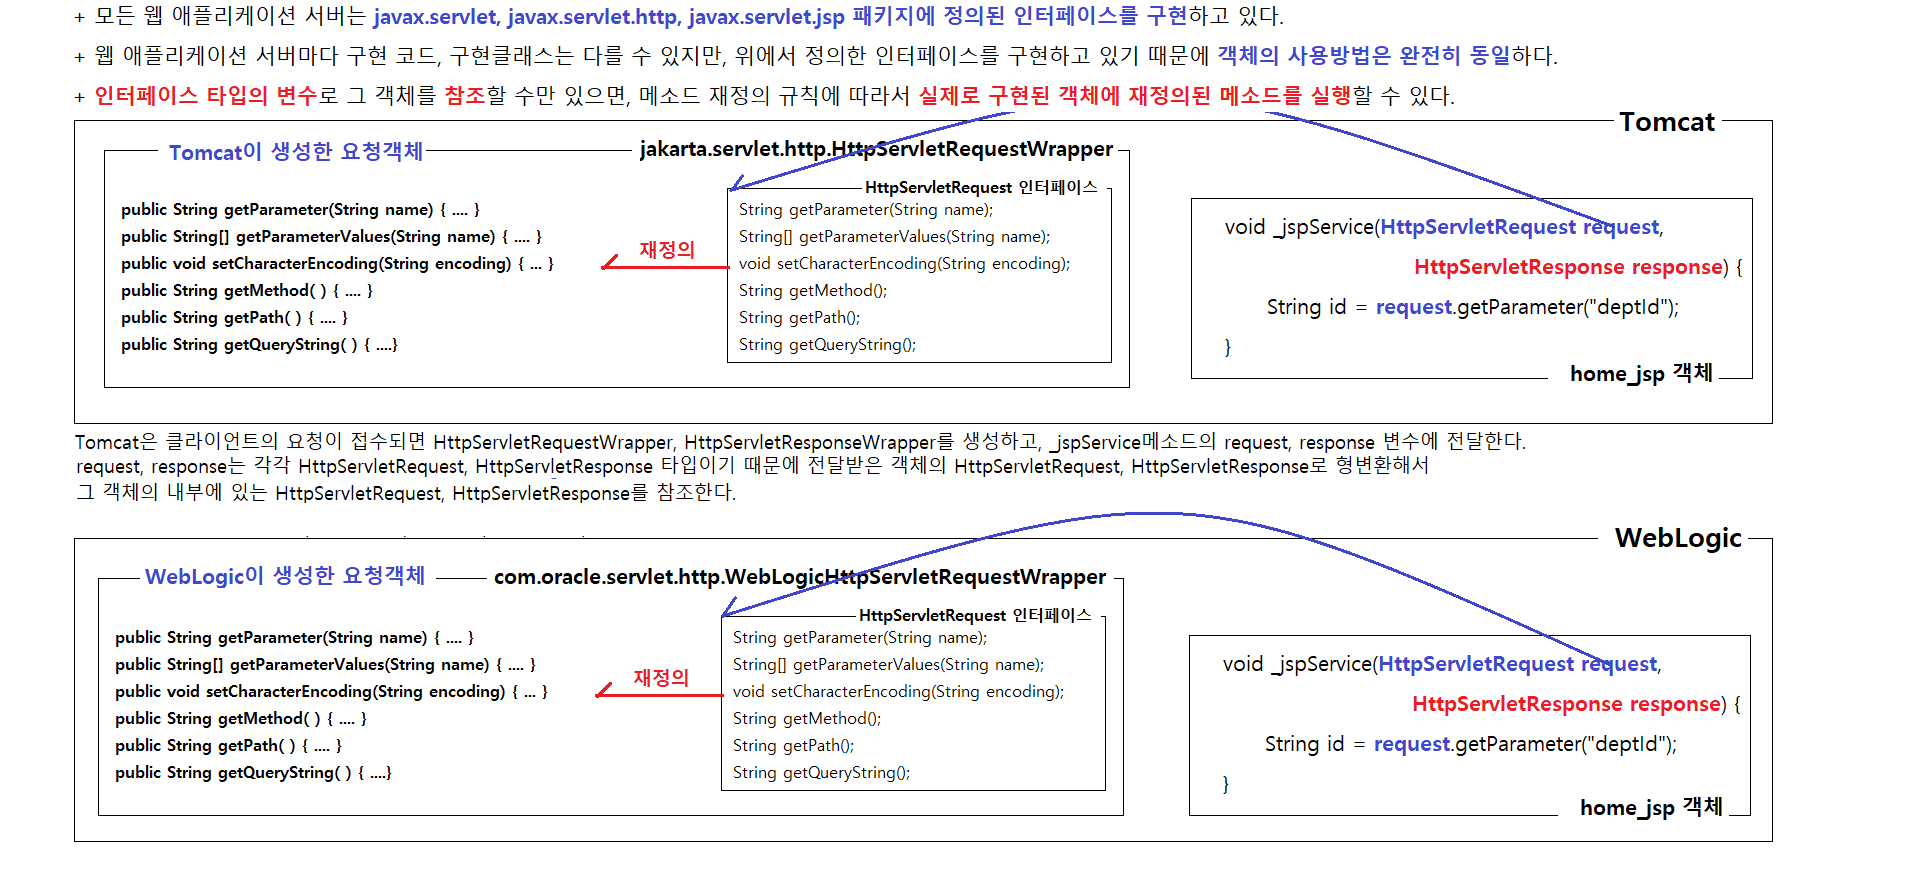 + 모든 웹 애플리케이션 서버는 javax.servlet, javax.servlet.http, javax.servlet.jsp 패키지에 정의된 인터페이스를 구현하고 있다.
+ 웹 애플리케이션 서버마다 구현 코드, 구현클래스는 다를 수 있지만, 위에서 정의한 인터페이스를 구현하고 있기 때문에 객체의 사용방법은 완전히 동일하다.
+ 인터페이스 타입의 변수로 그 객체를 참조할 수만 있으면, 메소드 재정의 규칙에 따라서 실제로 구현된 객체에 재정의된 메소드를 실행할 수 있다.
Tomcat
Tomcat이 생성한 요청객체
jakarta.servlet.http.HttpServletRequestWrapper
public String getParameter(String name) { .... }
public String[] getParameterValues(String name) { .... }
public void setCharacterEncoding(String encoding) { ... }
public String getMethod( ) { .... }
public String getPath( ) { .... }
public String getQueryString( ) { ....}
재정의
HttpServletRequest 인터페이스
String getParameter(String name);
String[] getParameterValues(String name);
void setCharacterEncoding(String encoding);
String getMethod();
String getPath();
String getQueryString();
void _jspService(HttpServletRequest request,
HttpServletResponse response) {
String id = request.getParameter("deptId");
}
home_jsp 객체
Tomcat은 클라이언트의 요청이 접수되면 HttpServletRequestWrapper, HttpServletResponseWrapper를 생성하고, _jspService메소드의 request, response 변수에 전달한다.
request, response는 각각 HttpServletRequest, HttpServletResponse 타입이기 때문에 전달받은 객체의 HttpServletRequest, HttpServletResponse로 형변환해서
그 객체의 내부에 있는 HttpServletRequest, HttpServletResponse를 참조한다.
WebLogic
WebLogic이 생성한 요청객체
com.oracle.servlet.http.WebLogicHttpServletRequestWrapper
public String getParameter(String name) { .... }
public String[] getParameterValues(String name) { .... }
public void setCharacterEncoding(String encoding) { ... }
public String getMethod( ) { .... }
public String getPath( ) { .... }
public String getQueryString( ) { ....}
재정의
HttpServletRequest 인터페이스
String getParameter(String name);
String[] getParameterValues(String name);
void setCharacterEncoding(String encoding);
String getMethod();
String getPath();
String getQueryString();
void _jspService(HttpServletRequest request,
HttpServletResponse response) {
String id = request.getParameter("deptId");
}
home_jsp 객체